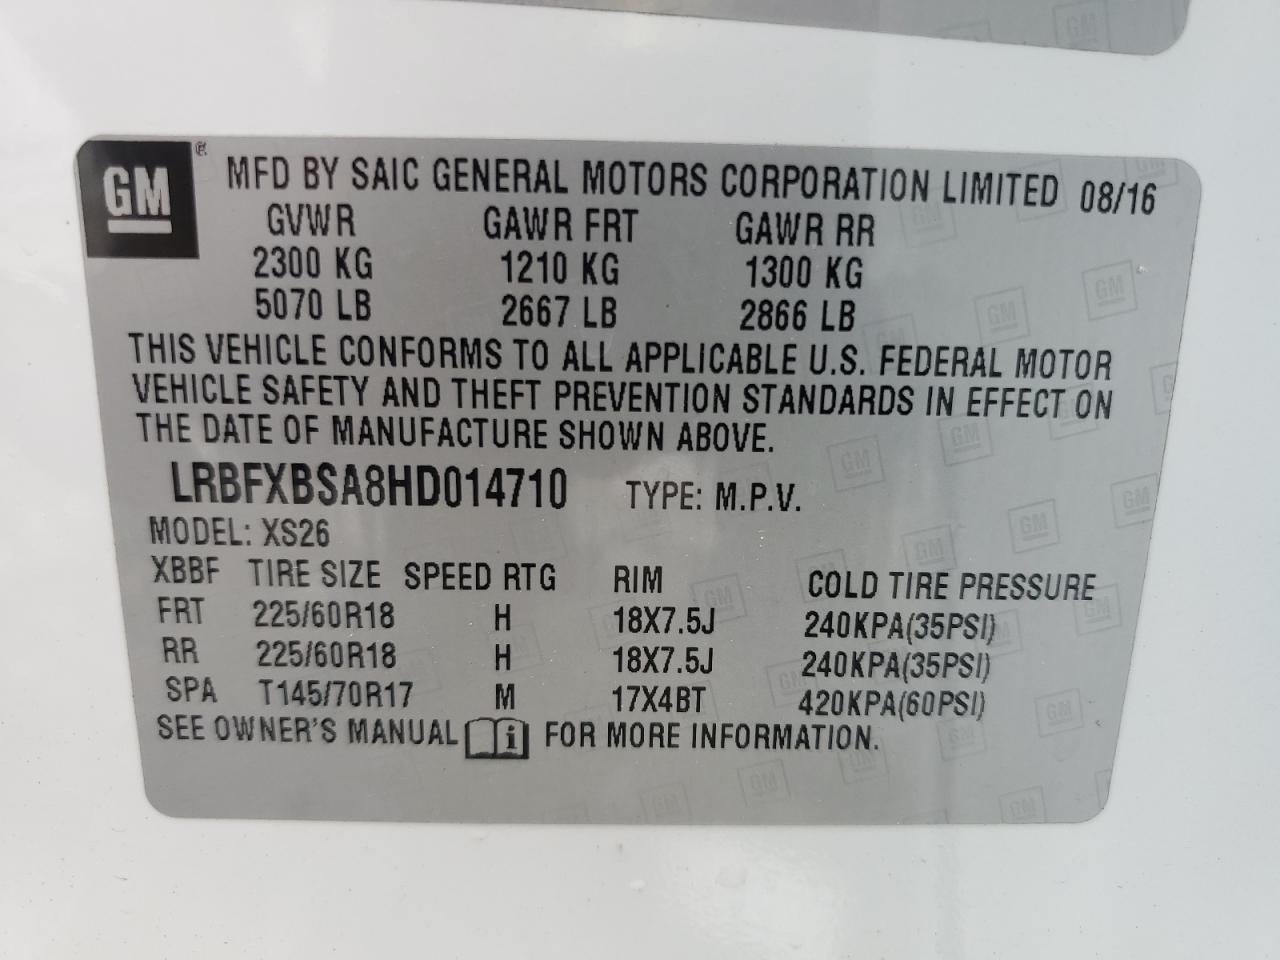 GM MFD BY SAIC GENERAL MOTORS CORPORATION LIMITED 08/16
GVWR GAWR FRT GAWR RR
2300 KG 1210 KG 1300 KG
5070 LB 2667 LB 2866 LB
THIS VEHICLE CONFORMS TO ALL APPLICABLE U.S. FEDERAL MOTOR
VEHICLE SAFETY AND THEFT PREVENTION STANDARDS IN EFFECT ON
THE DATE OF MANUFACTURE SHOWN ABOVE.
LRBFXBSA8HD014710 TYPE: M.P.V.
MODEL: XS26
XBBF TIRE SIZE SPEED RTG RIM COLD TIRE PRESSURE
FRT 225/60R18 H 18X7.5J 240KPA(35PSI)
RR 225/60R18 H 18X7.5J 240KPA(35PSI)
SPA T145/70R17 M 17X4BT 420KPA(60PSI)
SEE OWNER'S MANUAL i FOR MORE INFORMATION.